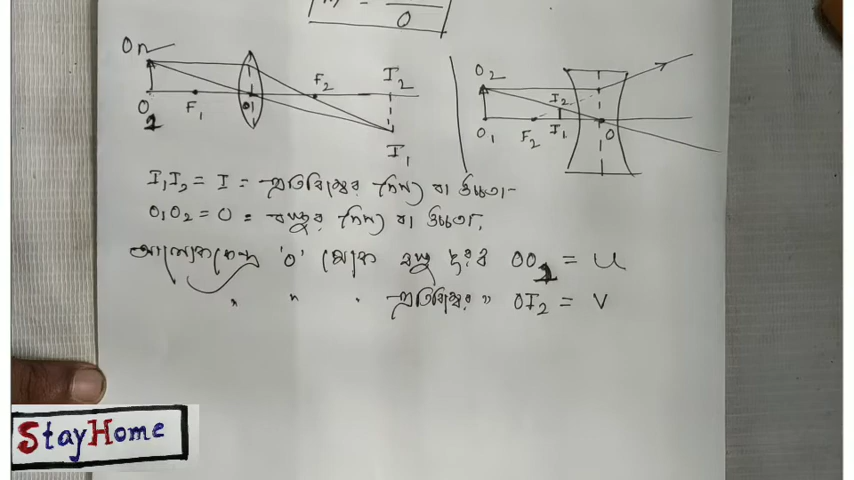 O
O₂
O₁
F₁
O
F₂
I₂
I₁
O₂
O₁
F₂
I₂
I₁
O
I₁I₂ = I = প্রতিবিম্বের দৈর্ঘ্য বা উচ্চতা
O₁O₂ = O = বস্তুর দৈর্ঘ্য বা উচ্চতা,
আলোককেন্দ্র 'O' থেকে বস্তু দূরত্ব OO₁ = u
" " " প্রতিবিম্বের " OI₂ = v
StayHome